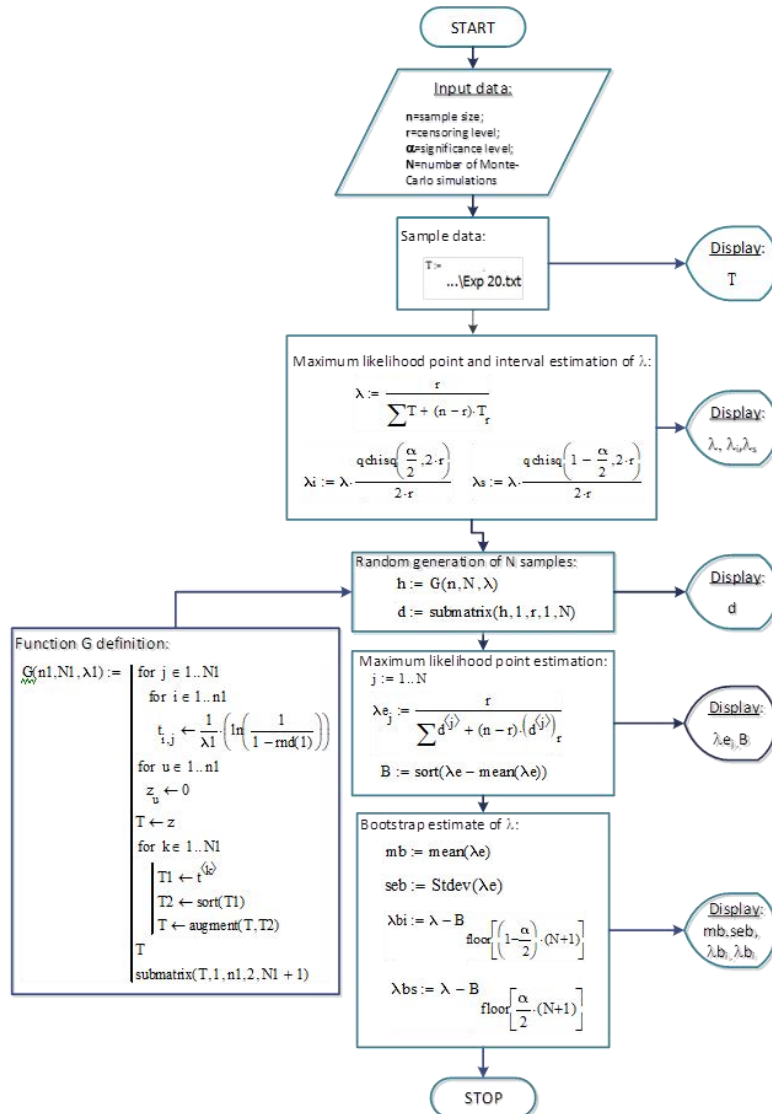 START
Input data:
n=sample size;
r=censoring level;
α=significance level;
N=number of Monte-
Carlo simulations
Sample data:
T:=
...\Exp 20.txt
Display:
T
Maximum likelihood point and interval estimation of λ:
λ := r / (∑T + (n − r)·T_r)
λi := λ· qchisq(α/2, 2·r) / (2·r)
λs := λ· qchisq(1 − α/2, 2·r) / (2·r)
Display:
λ, λi, λs
Random generation of N samples:
h := G(n,N,λ)
d := submatrix(h,1,r,1,N)
Display:
d
Function G definition:
G(n1,N1,λ1) :=
for j ∈ 1..N1
for i ∈ 1..n1
t_i,j ← 1/λ1 · (ln(1/(1 − rnd(1))))
for u ∈ 1..n1
z_u ← 0
T ← z
for k ∈ 1..N1
T1 ← t^⟨k⟩
T2 ← sort(T1)
T ← augment(T,T2)
T
submatrix(T,1,n1,2,N1 + 1)
Maximum likelihood point estimation:
j := 1..N
λe_j := r / (∑d^⟨j⟩ + (n − r)·(d^⟨j⟩)_r)
B := sort(λe − mean(λe))
Display:
λe_j, B
Bootstrap estimate of λ:
mb := mean(λe)
seb := Stdev(λe)
λbi := λ − B_floor[(1−α/2)·(N+1)]
λbs := λ − B_floor[α/2·(N+1)]
Display:
mb,seb,
STOP